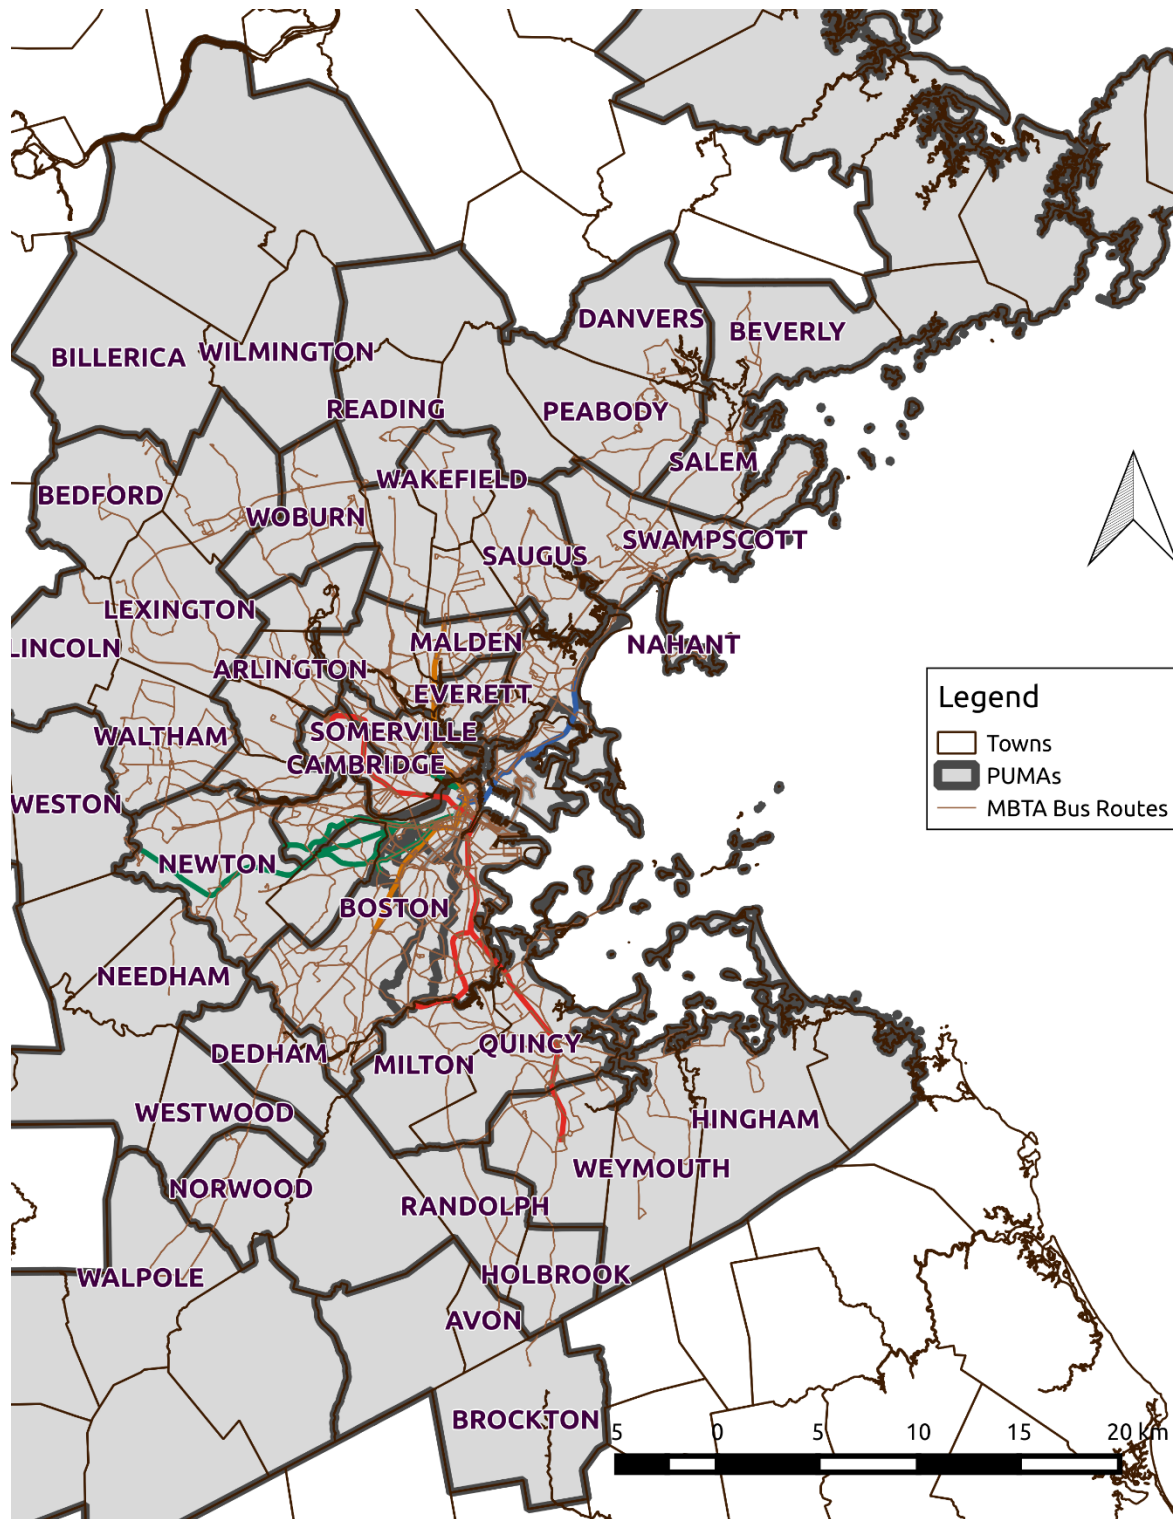 DANVERS
BEVERLY
BILLERICA
WILMINGTON
READING
PEABODY
SALEM
WAKEFIELD
BEDFORD
WOBURN
SWAMPSCOTT
SAUGUS
LEXINGTON
LINCOLN
MALDEN
NAHANT
ARLINGTON
EVERETT
SOMERVILLE
WALTHAM
CAMBRIDGE
WESTON
NEWTON
BOSTON
NEEDHAM
QUINCY
DEDHAM
MILTON
WESTWOOD
HINGHAM
WEYMOUTH
NORWOOD
RANDOLPH
WALPOLE
HOLBROOK
AVON
BROCKTON
Legend
Towns
PUMAs
MBTA Bus Routes
5 0 5 10 15 20 km